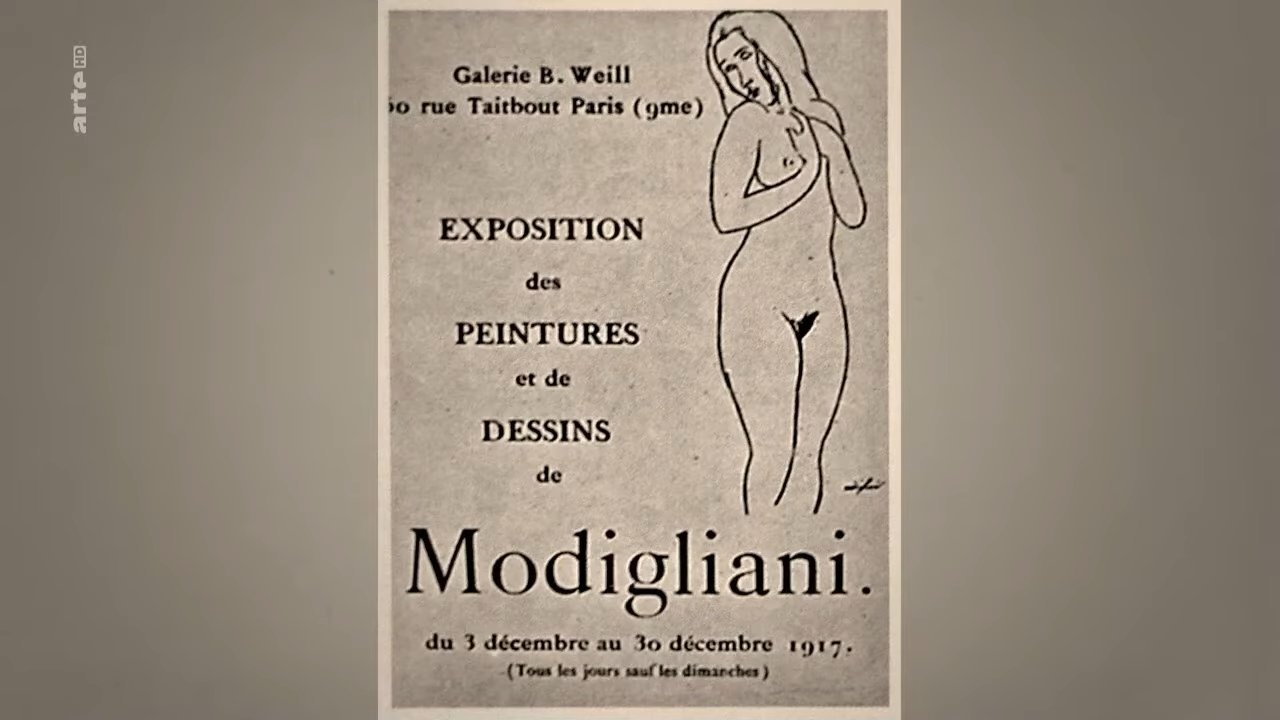 arte HD
Galerie B. Weill
rue Taitbout Paris (9me)
EXPOSITION
des
PEINTURES
et de
DESSINS
de
Modigliani.
du 3 décembre au 30 décembre 1917.
(Tous les jours sauf les dimanches)